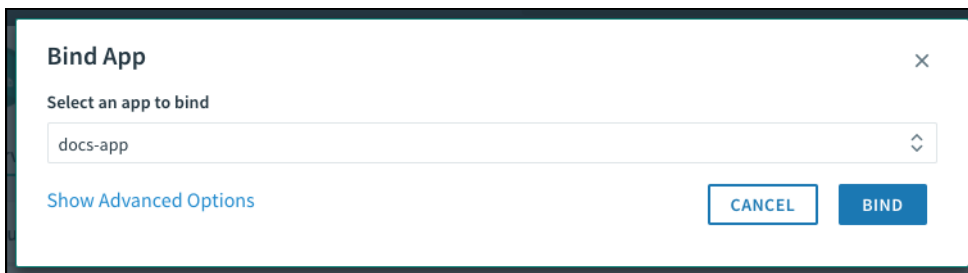 Bind App
Select an app to bind
docs-app
Show Advanced Options
CANCEL
BIND